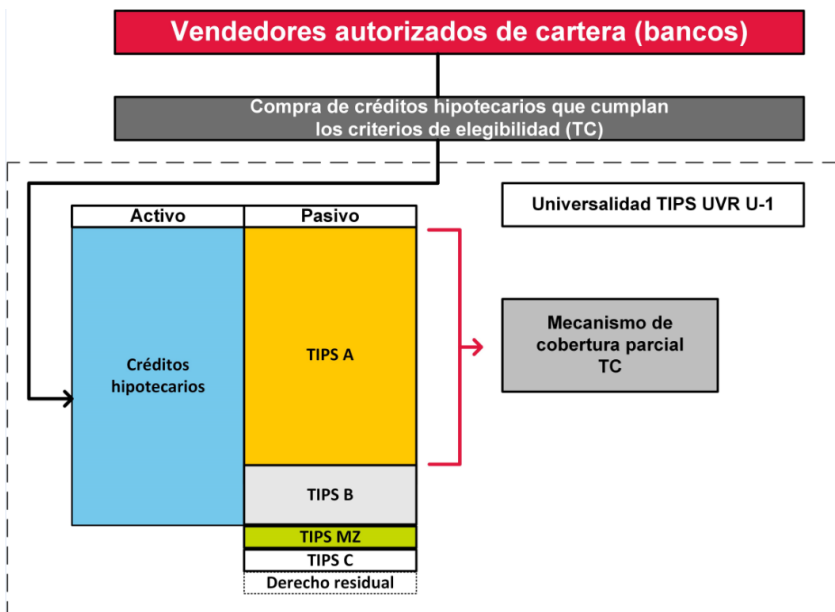 Vendedores autorizados de cartera (bancos)
Compra de créditos hipotecarios que cumplan
los criterios de elegibilidad (TC)
Universalidad TIPS UVR U-1
Activo
Pasivo
Créditos
hipotecarios
TIPS A
Mecanismo de
cobertura parcial
TC
TIPS B
TIPS MZ
TIPS C
Derecho residual